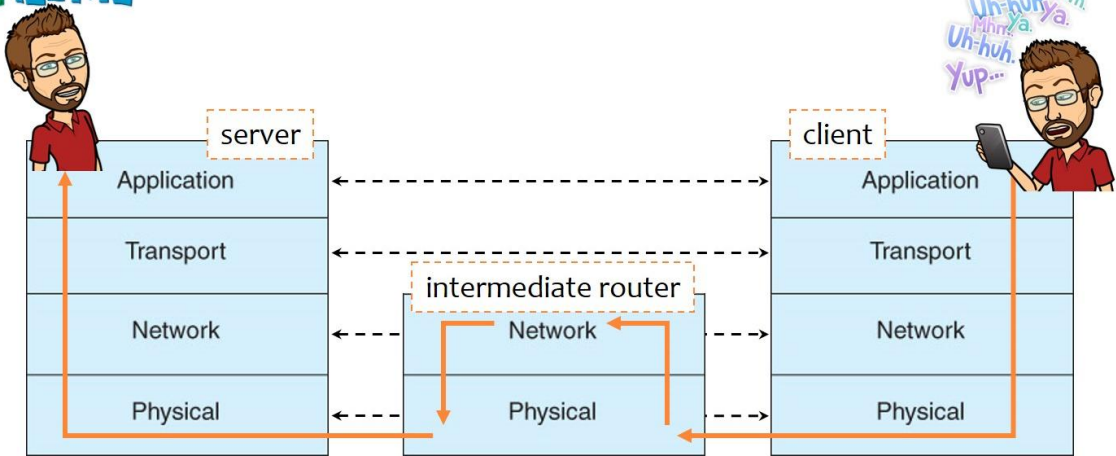 Uh-huh.
Ya.
Mhm.
Ya.
Uh-huh.
Yup...
server
client
Application
Application
Transport
Transport
intermediate router
Network
Network
Network
Physical
Physical
Physical